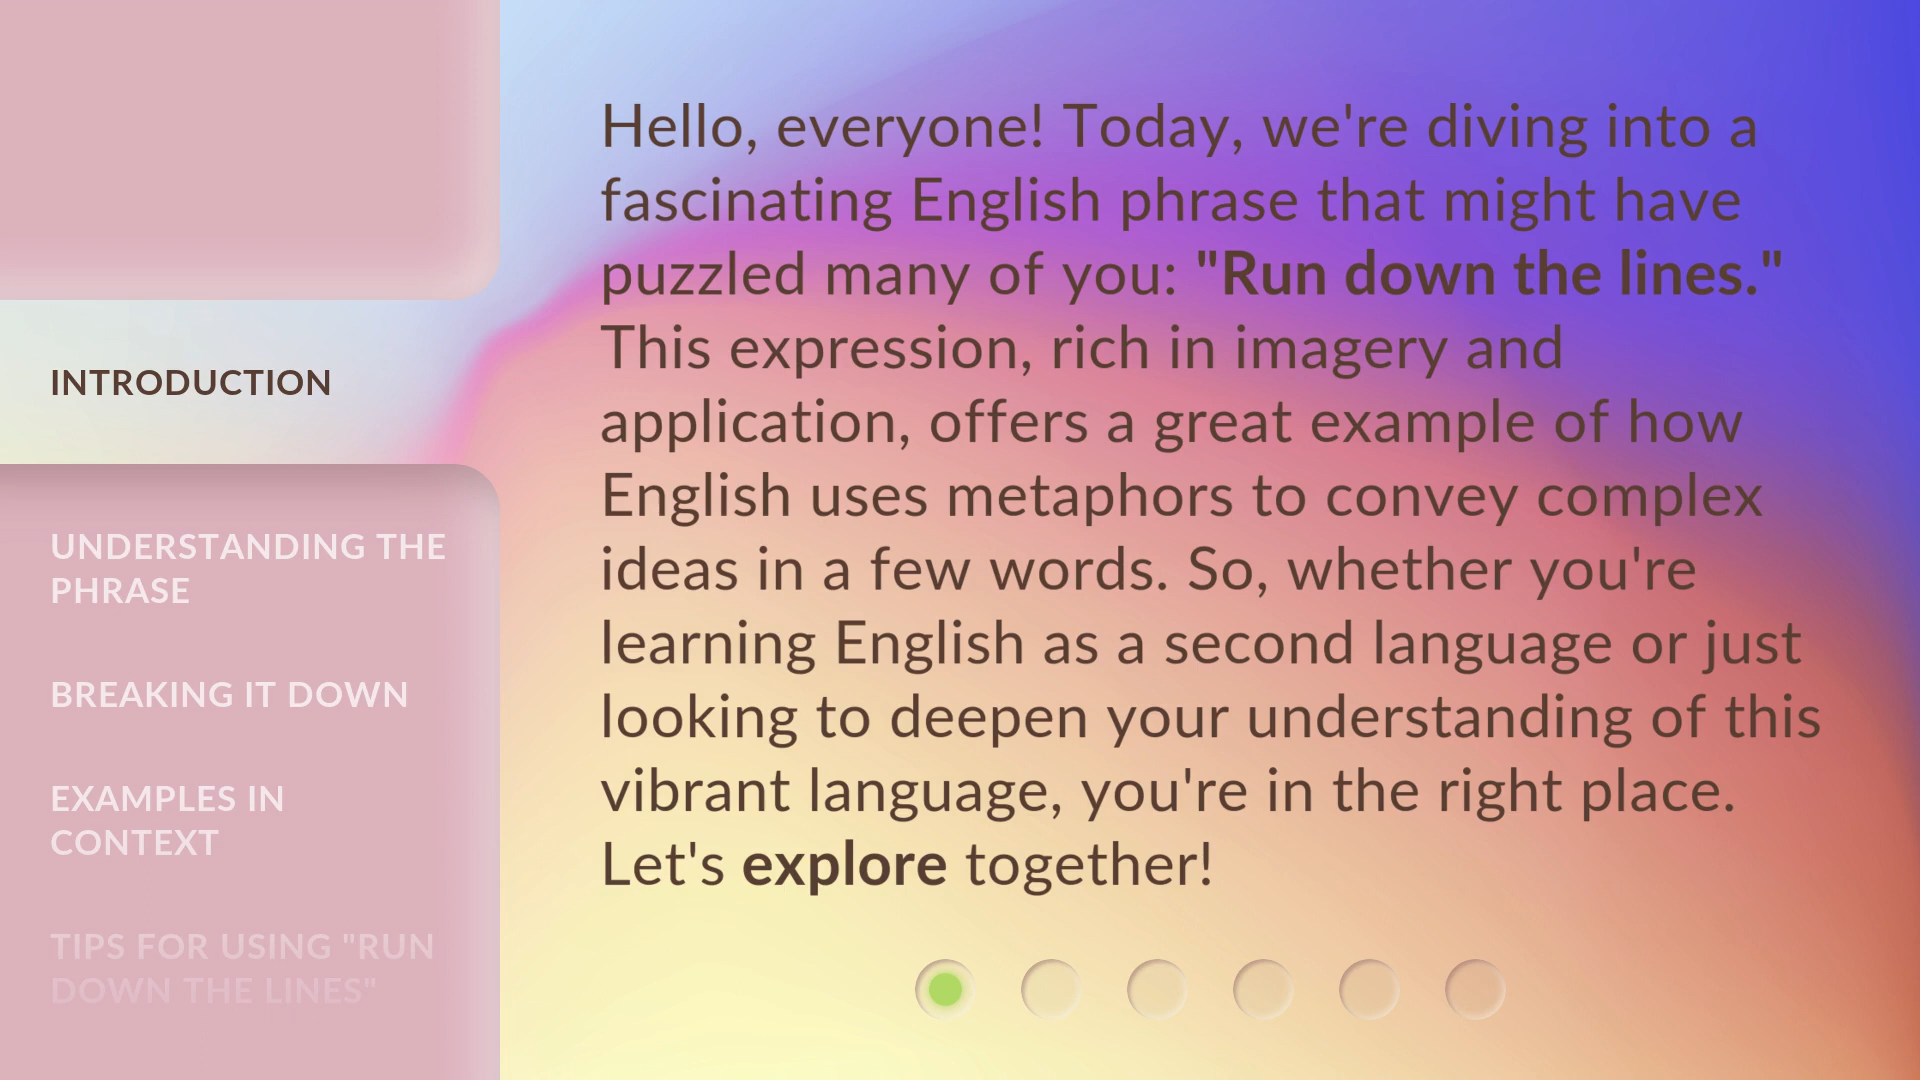 INTRODUCTION
UNDERSTANDING THE
PHRASE
BREAKING IT DOWN
EXAMPLES IN
CONTEXT
TIPS FOR USING "RUN
DOWN THE LINES"
Hello, everyone! Today, we're diving into a
fascinating English phrase that might have
puzzled many of you: "Run down the lines."
This expression, rich in imagery and
application, offers a great example of how
English uses metaphors to convey complex
ideas in a few words. So, whether you're
learning English as a second language or just
looking to deepen your understanding of this
vibrant language, you're in the right place.
Let's explore together!